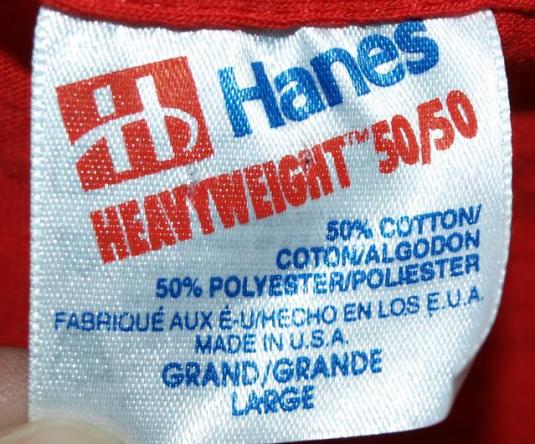 Hanes
HEAVYWEIGHT™ 50/50
50% COTTON/
COTON/ALGODON
50% POLYESTER/POLIESTER
FABRIQUÉ AUX É-U/HECHO EN LOS E.U.A.
MADE IN U.S.A.
GRAND/GRANDE
LARGE